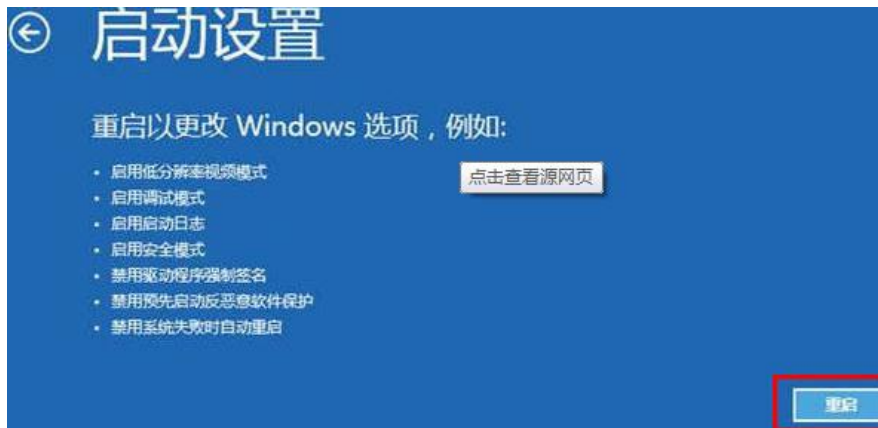 启动设置
重启以更改 Windows 选项，例如:
点击查看源网页
• 启用低分辨率视频模式
• 启用调试模式
• 启用启动日志
• 启用安全模式
• 禁用驱动程序强制签名
• 禁用预先启动反恶意软件保护
• 禁用系统失败时自动重启
重启